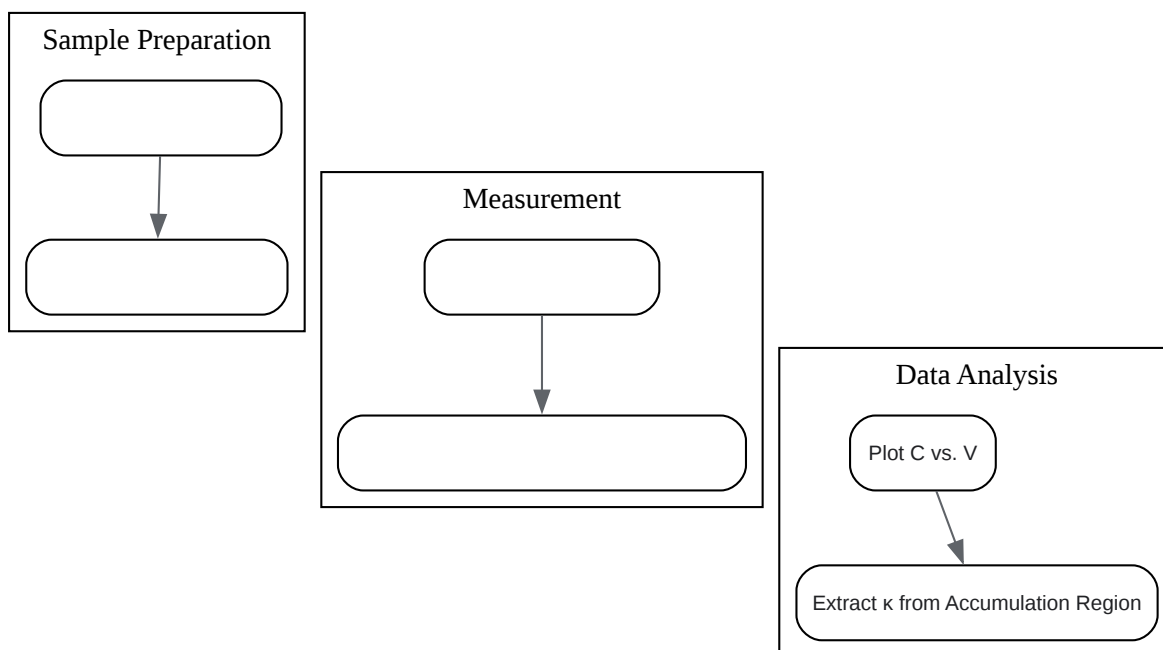 Sample Preparation
Measurement
Data Analysis
Plot C vs. V
Extract κ from Accumulation Region